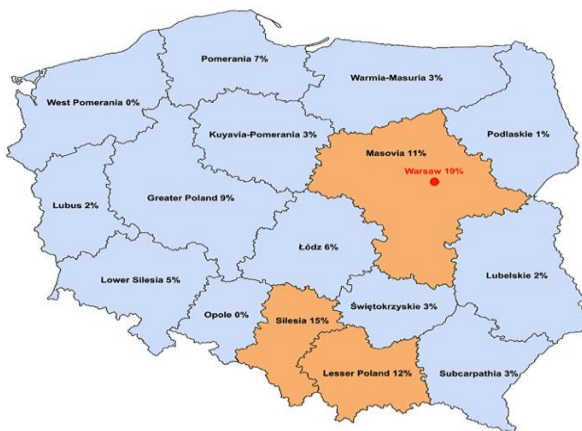 Pomerania 7%
Warmia-Masuria 3%
West Pomerania 0%
Kuyavia-Pomerania 3%
Podlaskie 1%
Masovia 11%
Warsaw 19%
Lubus 2%
Greater Poland 9%
Łódz 6%
Lubelskie 2%
Lower Silesia 5%
Świętokrzyskie 3%
Opole 0%
Silesia 15%
Lesser Poland 12%
Subcarpathia 3%